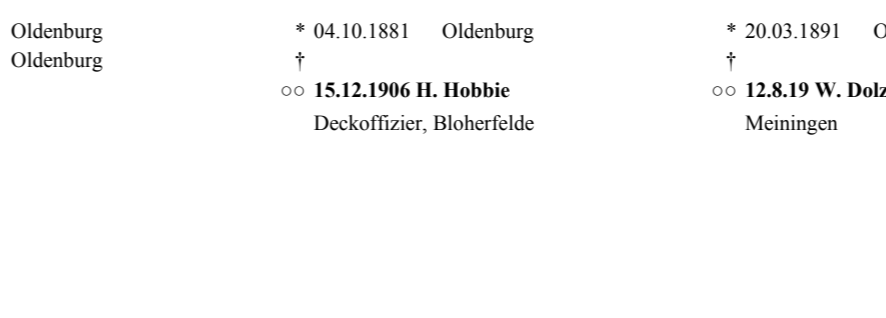 Oldenburg * 04.10.1881 Oldenburg * 20.03.1891
Oldenburg † †
○○ 15.12.1906 H. Hobbie ○○ 12.8.19 W.
Deckoffizier, Bloherfelde Meiningen